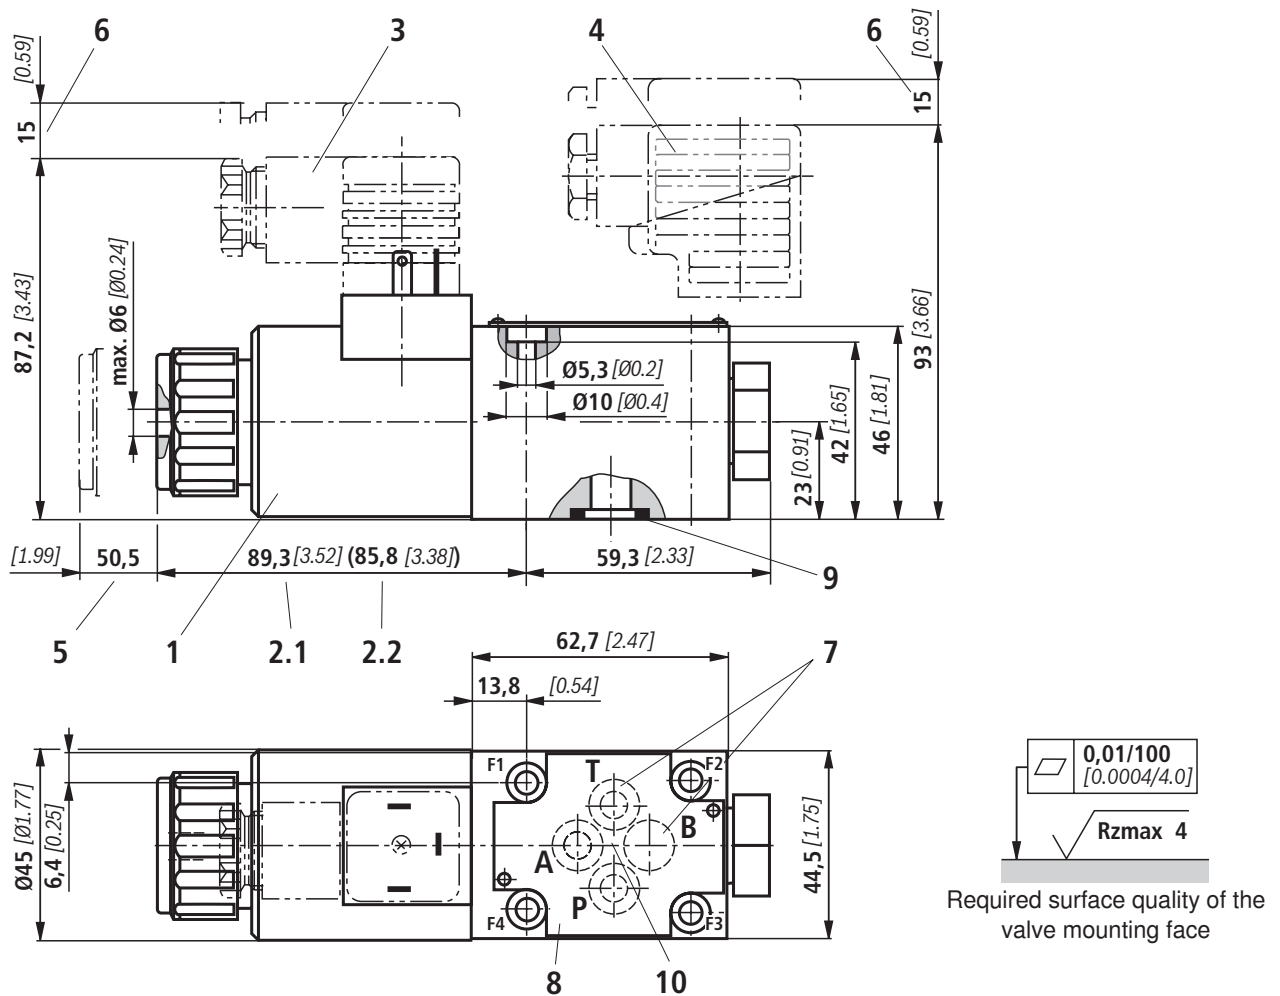 6
3
4
6
[0.59]
15
[0.59]
15
87,2 [3.43]
max. Ø6 [Ø0.24]
Ø5,3 [Ø0.2]
Ø10 [Ø0.4]
23 [0.91]
42 [1.65]
46 [1.81]
93 [3.66]
[1.99] 50,5
89,3 [3.52] (85,8 [3.38])
59,3 [2.33]
9
5
1
2.1
2.2
62,7 [2.47]
7
13,8 [0.54]
F1
T
F2
B
A
P
F4
F3
Ø45 [Ø1.77]
6,4 [0.25]
44,5 [1.75]
8
10
0,01/100
[0.0004/4.0]
Rzmax 4
Required surface quality of the
valve mounting face